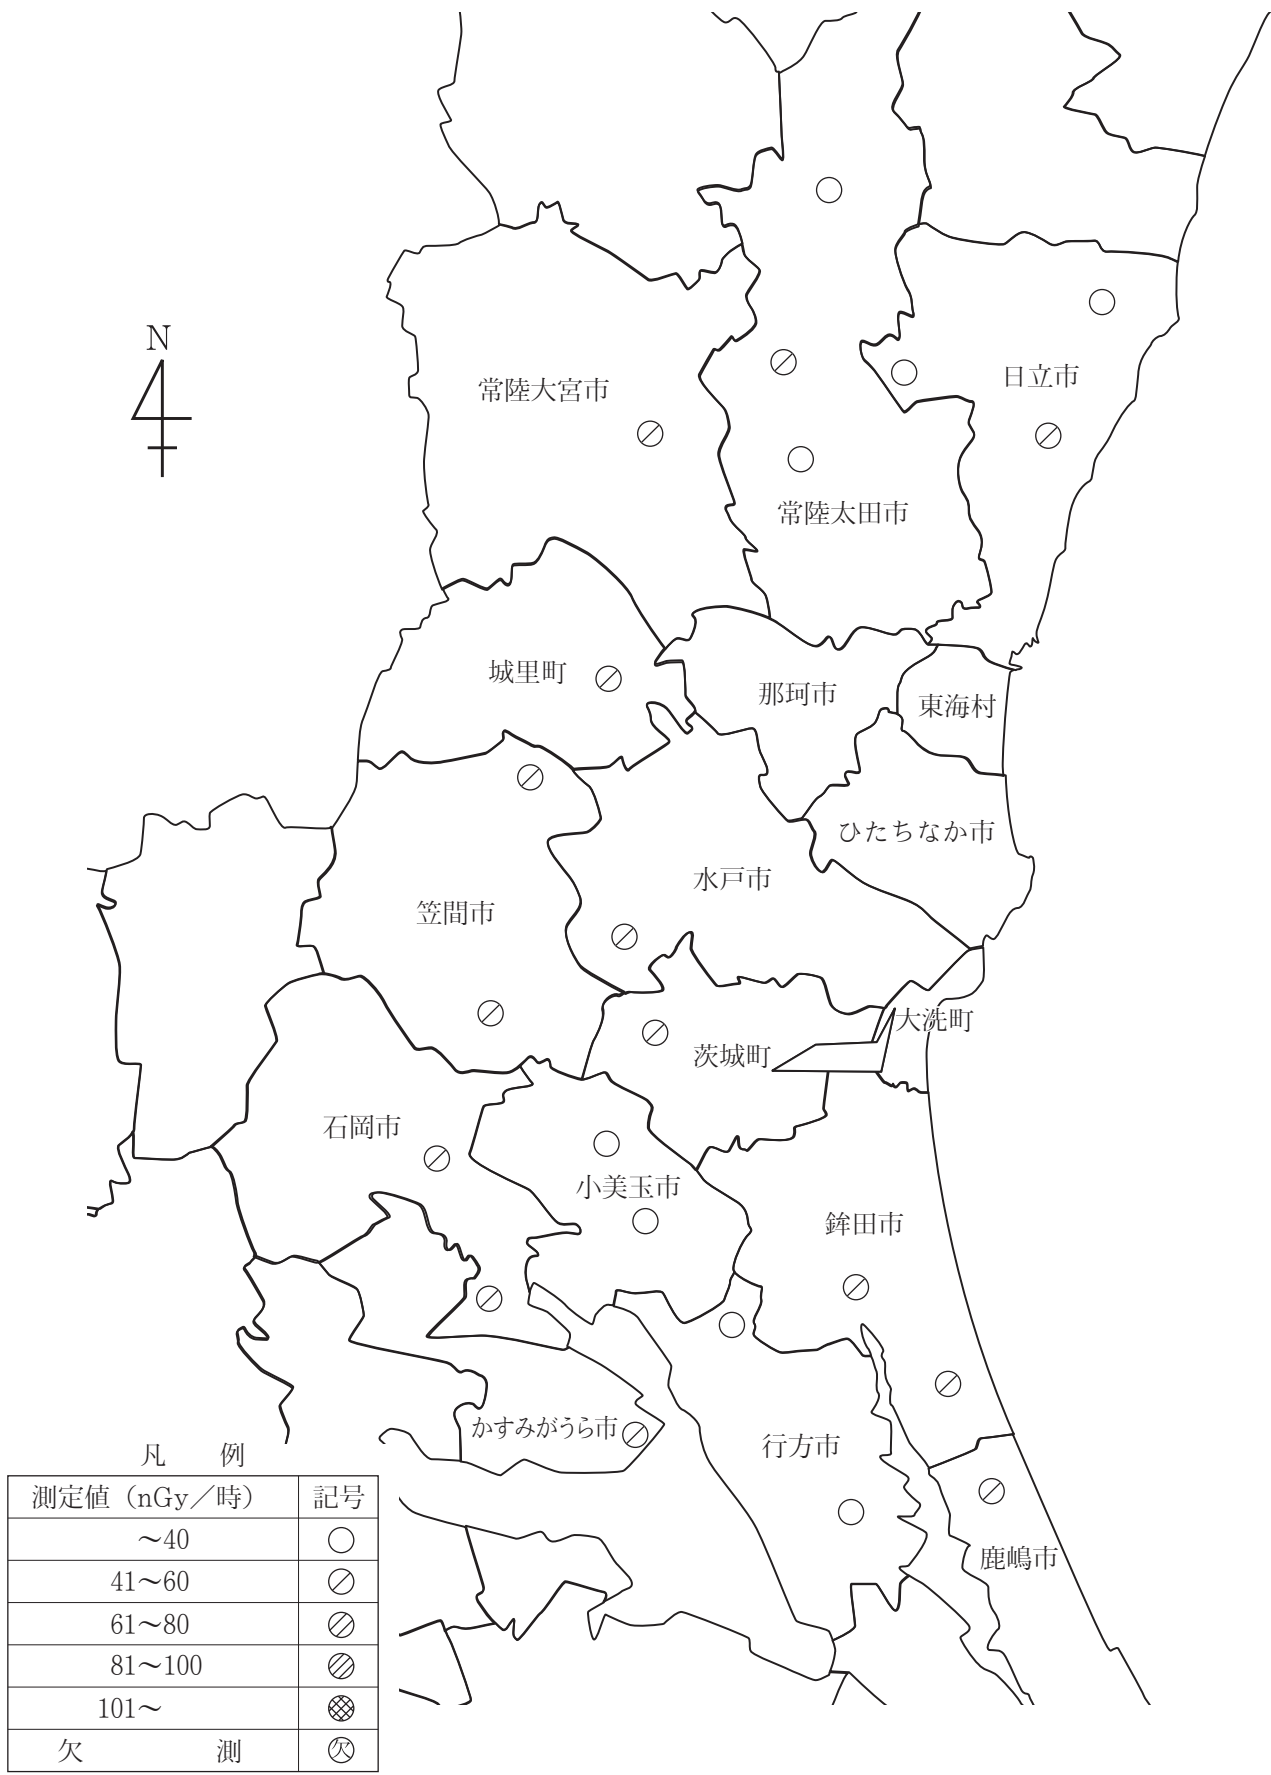 N
常陸大宮市
日立市
常陸太田市
城里町
那珂市
東海村
ひたちなか市
水戸市
笠間市
大洗町
茨城町
石岡市
小美玉市
鉾田市
かすみがうら市
行方市
鹿嶋市
凡 例
測定値（nGy／時） 記号
～40
41～60
61～80
81～100
101～
欠 測 欠